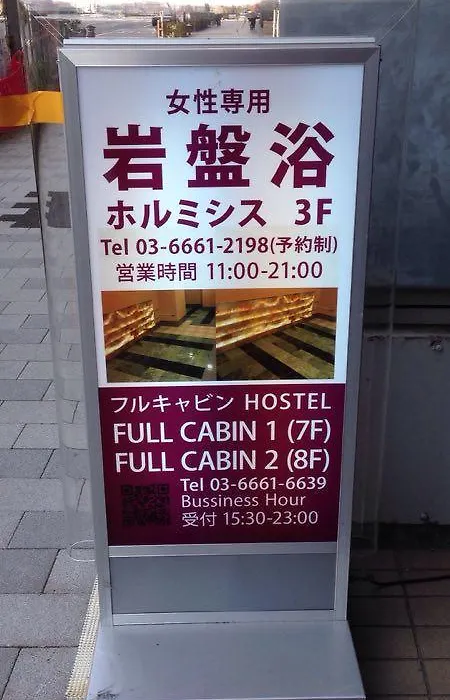 女性専用
岩盤浴
ホルミシス 3F
Tel 03-6661-2198(予約制)
営業時間 11:00-21:00
フルキャビン HOSTEL
FULL CABIN 1 (7F)
FULL CABIN 2 (8F)
Tel 03-6661-6639
Bussiness Hour
受付 15:30-23:00